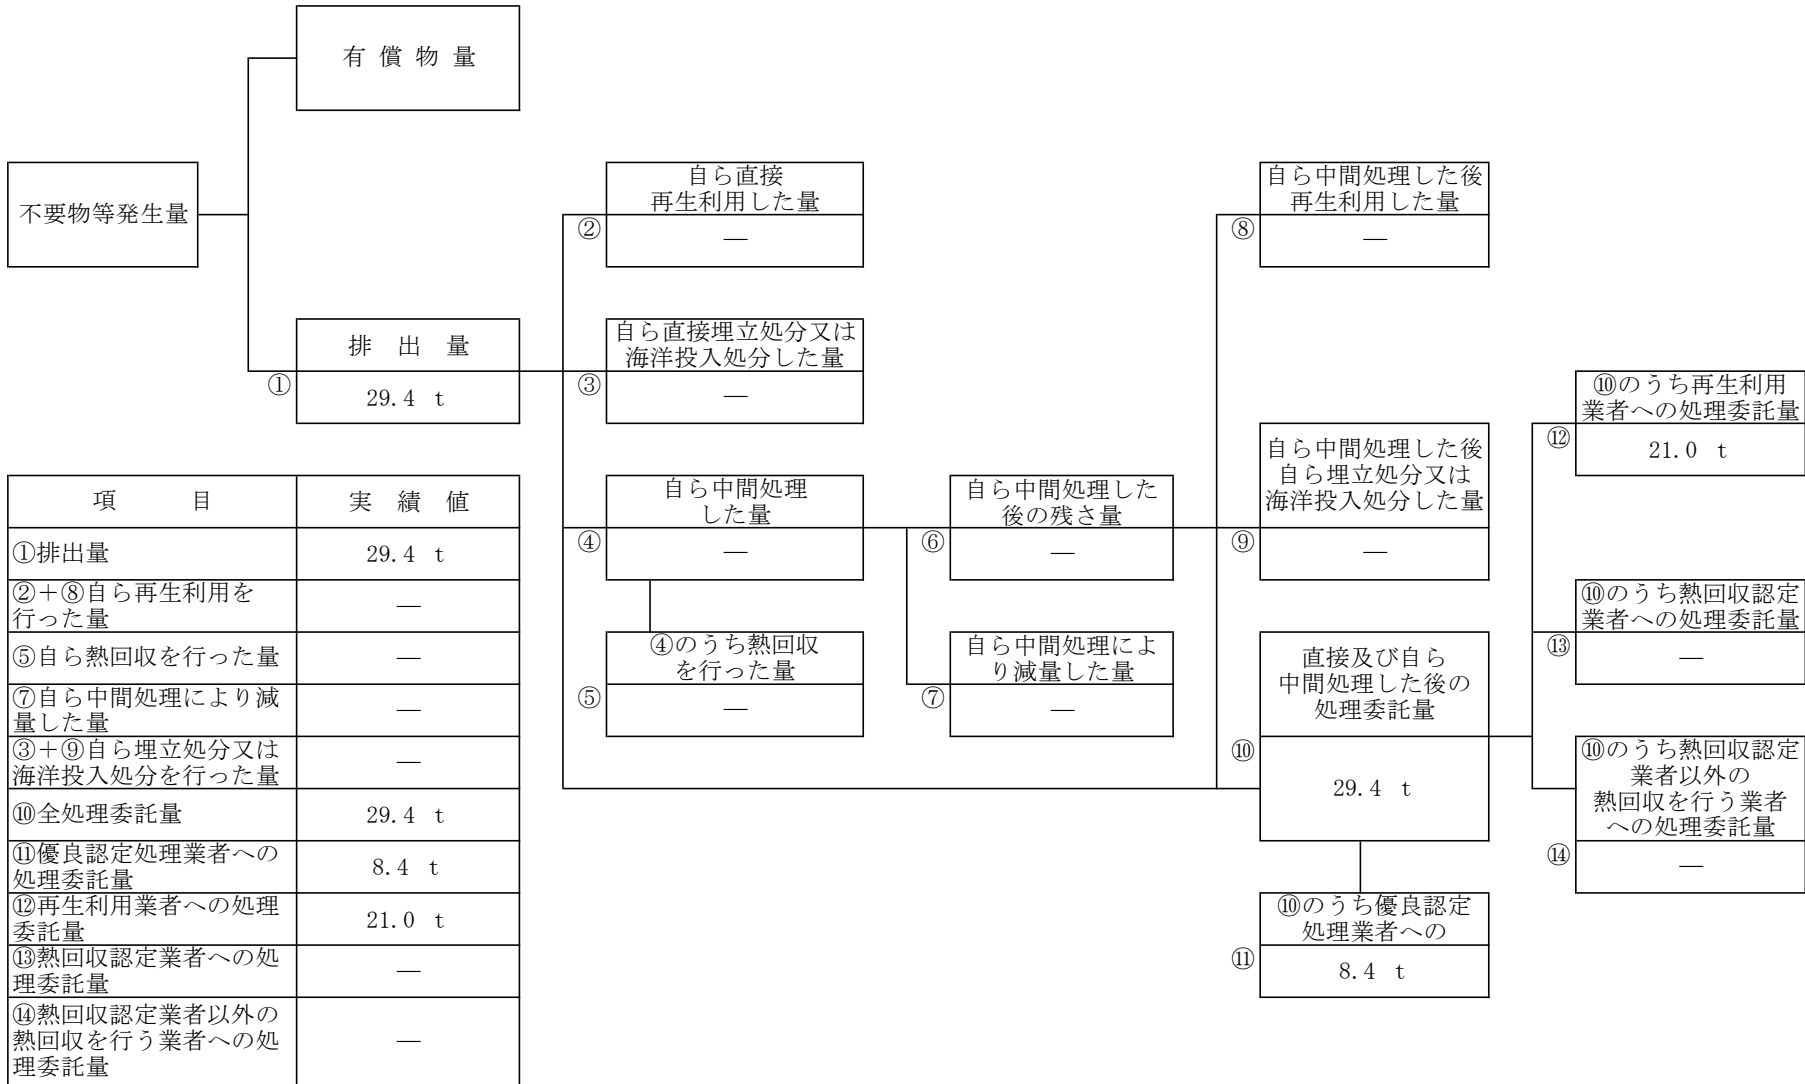 有 償 物 量
不要物等発生量
自ら直接
再生利用した量
②
―
自ら中間処理した後
再生利用した量
⑧
―
排 出 量
①
29.4 t
自ら直接埋立処分又は
海洋投入処分した量
③
―
⑩のうち再生利用
業者への処理委託量
⑫
21.0 t
自ら中間処理
した量
④
―
自ら中間処理した
後の残さ量
⑥
―
自ら中間処理した後
自ら埋立処分又は
海洋投入処分した量
⑨
―
⑩のうち熱回収認定
業者への処理委託量
⑬
―
④のうち熱回収
を行った量
⑤
―
自ら中間処理によ
り減量した量
⑦
―
直接及び自ら
中間処理した後の
処理委託量
⑩
29.4 t
⑩のうち熱回収認定
業者以外の
熱回収を行う業者
への処理委託量
⑭
―
⑩のうち優良認定
処理業者への
⑪
8.4 t
項 目 実 績 値
①排出量 29.4 t
②＋⑧自ら再生利用を
行った量 ―
⑤自ら熱回収を行った量 ―
⑦自ら中間処理により減
量した量 ―
③＋⑨自ら埋立処分又は
海洋投入処分を行った量 ―
⑩全処理委託量 29.4 t
⑪優良認定処理業者への
処理委託量 8.4 t
⑫再生利用業者への処理
委託量 21.0 t
⑬熱回収認定業者への処
理委託量 ―
⑭熱回収認定業者以外の
熱回収を行う業者への処
理委託量 ―